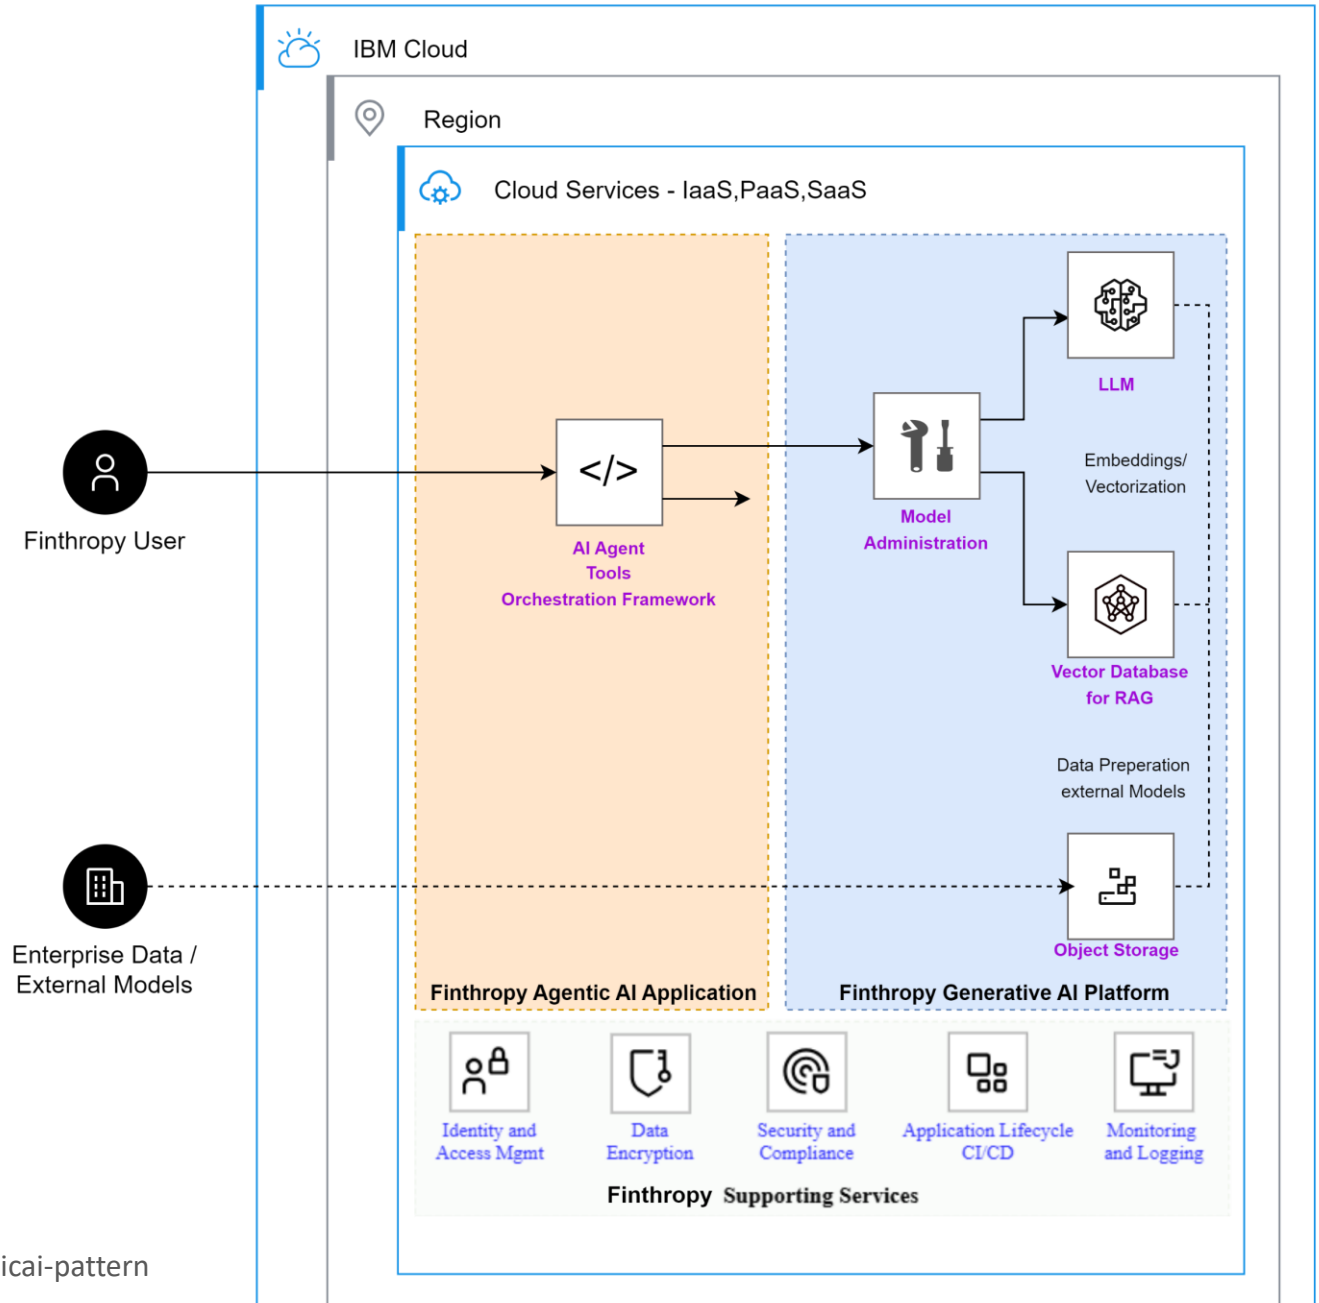 IBM Cloud
Region
Cloud Services - IaaS,PaaS,SaaS
LLM
Embeddings/
Vectorization
Model
Administration
Finthropy User
AI Agent
Tools
Orchestration Framework
Vector Database
for RAG
Data Preperation
external Models
Enterprise Data /
External Models
Object Storage
Finthropy Agentic AI Application
Finthropy Generative AI Platform
Identity and
Access Mgmt
Data
Encryption
Security and
Compliance
Application Lifecycle
CI/CD
Monitoring
and Logging
Finthropy Supporting Services
icai-pattern